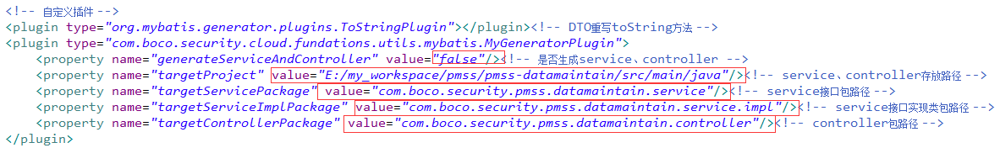 <!-- 自定义插件 -->
<plugin type="org.mybatis.generator.plugins.ToStringPlugin"></plugin><!-- DTO重写toString方法 -->
<plugin type="com.boco.security.cloud.fundations.utils.mybatis.MyGeneratorPlugin">
<property name="generateServiceAndController" value="false"/><!-- 是否生成service、controller -->
<property name="targetProject" value="E:/my_workspace/pmss/pmss-datamaintain/src/main/java"/><!-- service、controller存放路径 -->
<property name="targetServicePackage" value="com.boco.security.pmss.datamaintain.service"/><!-- service接口包路径 -->
<property name="targetServiceImplPackage" value="com.boco.security.pmss.datamaintain.service.impl"/><!-- service接口实现类包路径 -->
<property name="targetControllerPackage" value="com.boco.security.pmss.datamaintain.controller"/><!-- controller包路径 -->
</plugin>